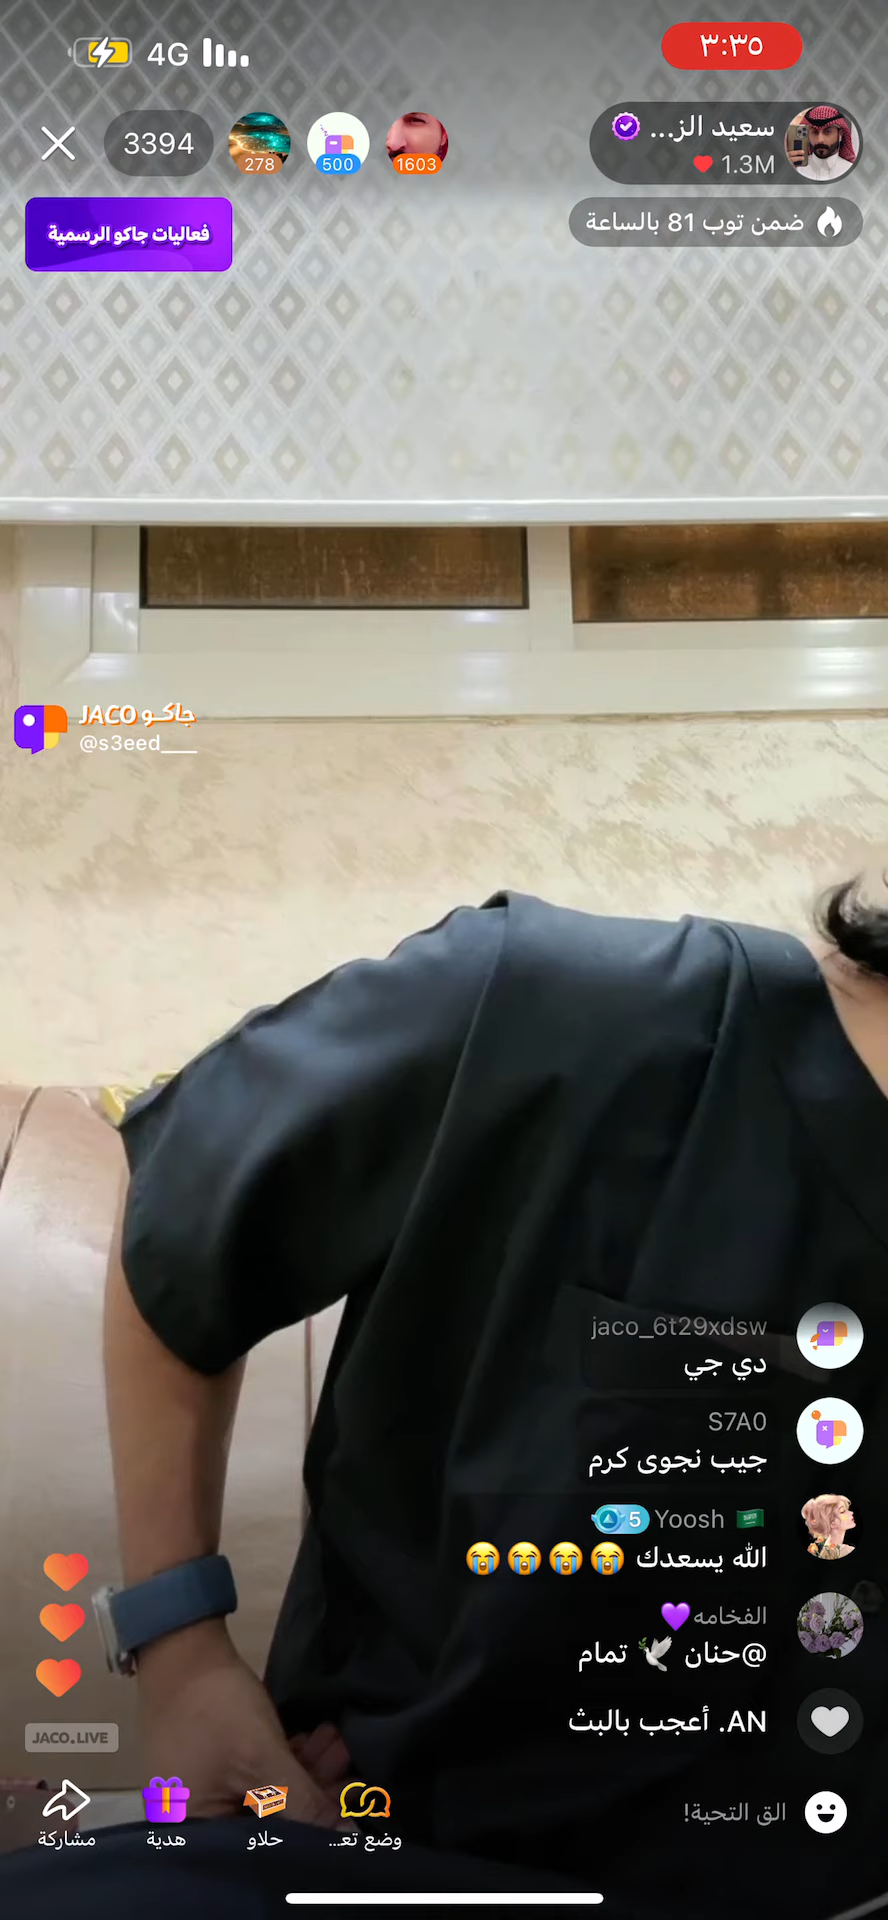 4G
٣:٣٥
3394
278
500
1603
سعيد الز...
1.3M
فعاليات جاكو الرسمية
ضمن توب 81 بالساعة
JACO جاكو
@s3eed___
jaco_6t29xdsw
دي جي
S7A0
جيب نجوى كرم
Yoosh 🇸🇦 5
الله يسعدك 😭😭😭😭
الفخامه💜
@حنان 🕊️ تمام
AN. أعجب بالبث
JACO.LIVE
الق التحية!
وضع تعـ...
حلاو
هدية
مشاركة